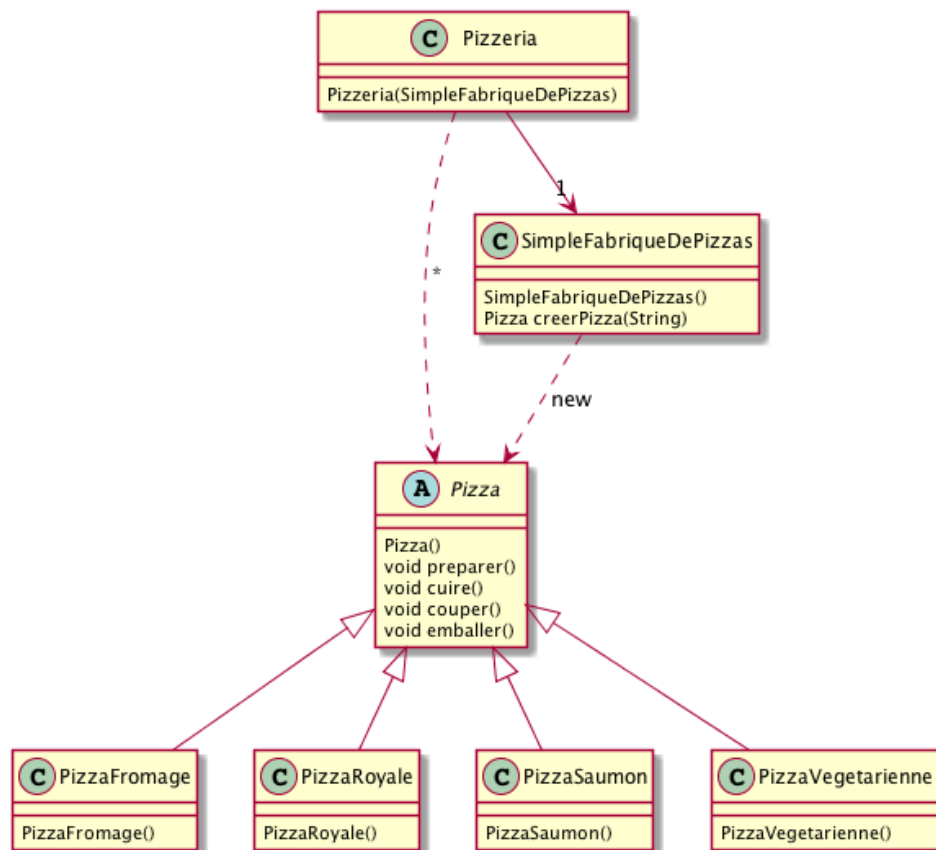 C Pizzeria
Pizzeria(SimpleFabriqueDePizzas)
1
C SimpleFabriqueDePizzas
*
SimpleFabriqueDePizzas()
Pizza creerPizza(String)
new
A Pizza
Pizza()
void preparer()
void cuire()
void couper()
void emballer()
C PizzaFromage
PizzaFromage()
C PizzaRoyale
PizzaRoyale()
C PizzaSaumon
PizzaSaumon()
C PizzaVegetarienne
PizzaVegetarienne()